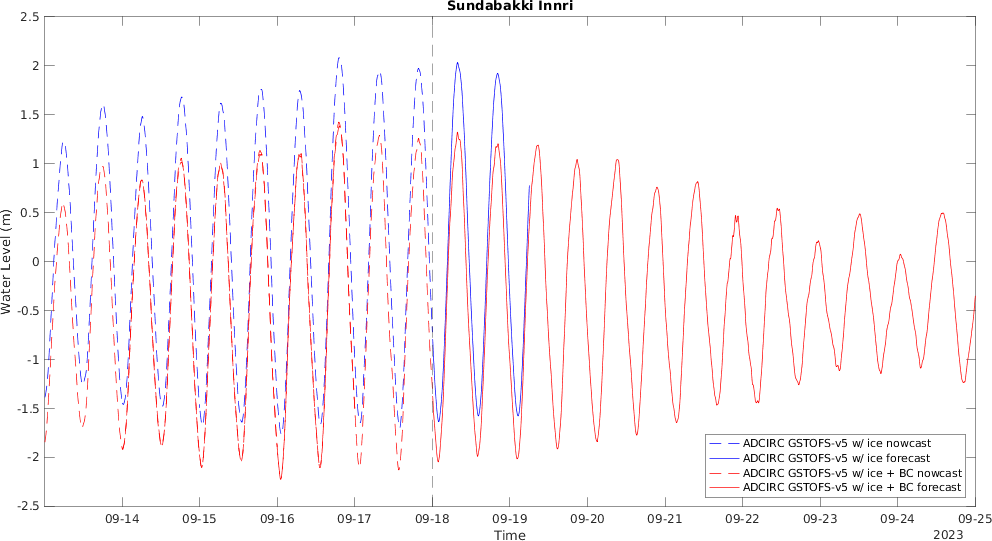 Sundabakki Innri
2.5
2
1.5
1
0.5
0
-0.5
-1
-1.5
-2
-2.5
Water Level (m)
ADCIRC GSTOFS-v5 w/ ice nowcast
ADCIRC GSTOFS-v5 w/ ice forecast
ADCIRC GSTOFS-v5 w/ ice + BC nowcast
ADCIRC GSTOFS-v5 w/ ice + BC forecast
09-14 09-15 09-16 09-17 09-18 09-19 09-20 09-21 09-22 09-23 09-24 09-25
Time
2023